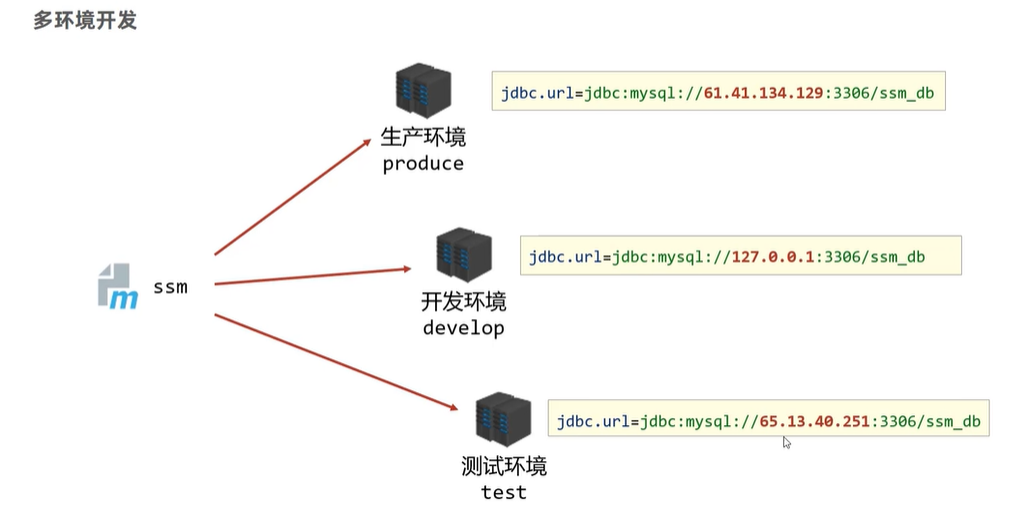 多环境开发
jdbc.url=jdbc:mysql://61.41.134.129:3306/ssm_db
生产环境
produce
jdbc.url=jdbc:mysql://127.0.0.1:3306/ssm_db
m
ssm
开发环境
develop
jdbc.url=jdbc:mysql://65.13.40.251:3306/ssm_db
测试环境
test